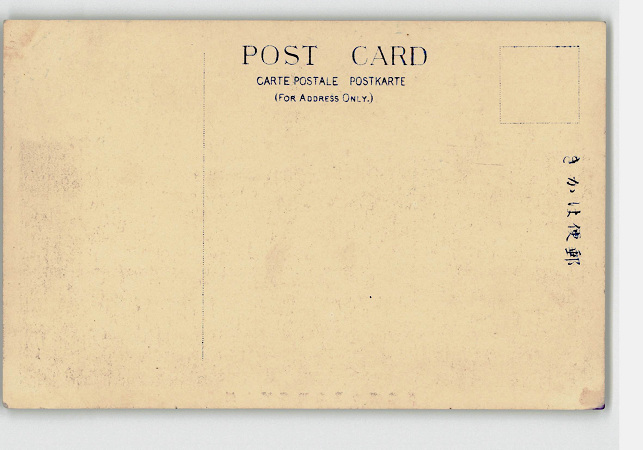 POST CARD
CARTE POSTALE POSTKARTE
(FOR ADDRESS ONLY.)
きかは便郵